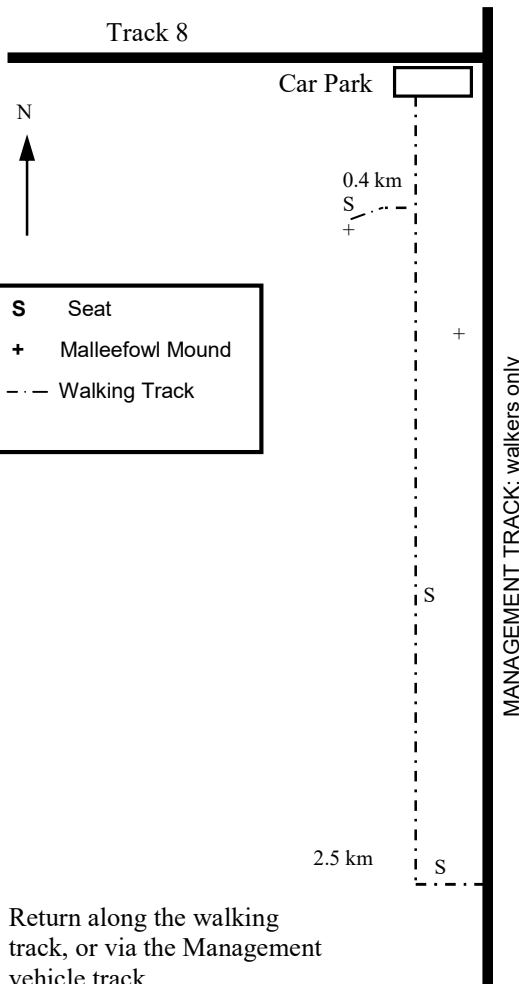 Track 8
Car Park
N
0.4 km
S
+
S Seat
+ Malleefowl Mound
Walking Track
+
MANAGEMENT TRACK: walkers only
S
2.5 km
S
Return along the walking
track, or via the Management
vehicle track